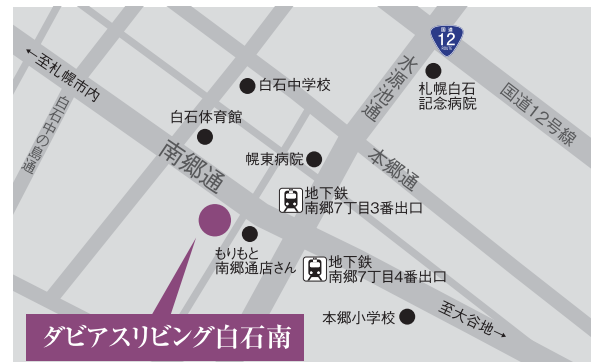 国道
12
ROUTE
←至札幌市内
水源池通
札幌白石
記念病院
国道12号線
白石中学校
白石中の島通
白石体育館
南郷通
幌東病院
本郷通
地下鉄
南郷7丁目3番出口
もりもと
南郷通店さん
地下鉄
南郷7丁目4番出口
本郷小学校
至大谷地→
ダビアスリビング白石南